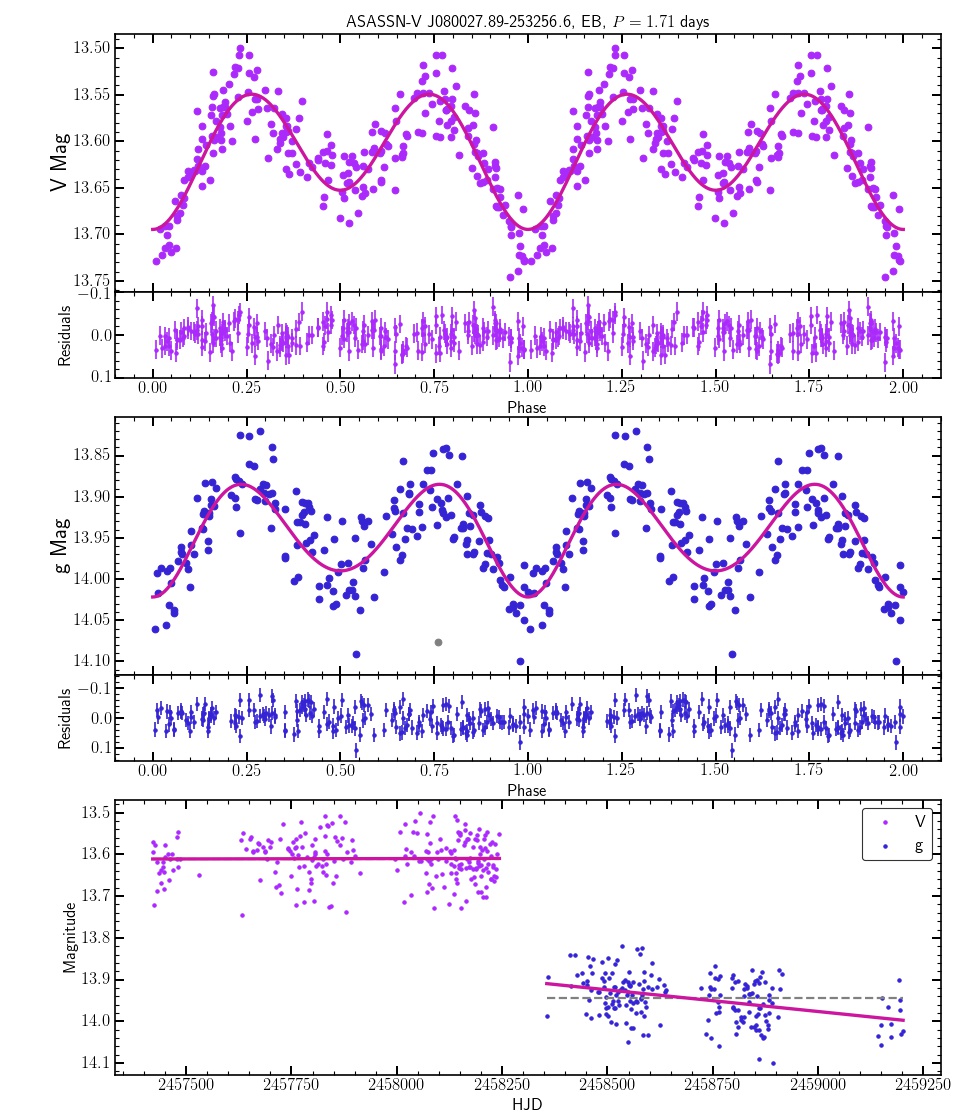 ASASSN-V J080027.89-253256.6, EB, P = 1.71 days
13.50
13.55
13.60
13.65
13.70
13.75
V Mag
−0.1
0.0
0.1
Residuals
0.00 0.25 0.50 0.75 1.00 1.25 1.50 1.75 2.00
Phase
13.85
13.90
13.95
14.00
14.05
14.10
g Mag
−0.1
0.0
0.1
Residuals
0.00 0.25 0.50 0.75 1.00 1.25 1.50 1.75 2.00
Phase
13.5
13.6
13.7
13.8
13.9
14.0
14.1
Magnitude
V
g
2457500 2457750 2458000 2458250 2458500 2458750 2459000 2459250
HJD